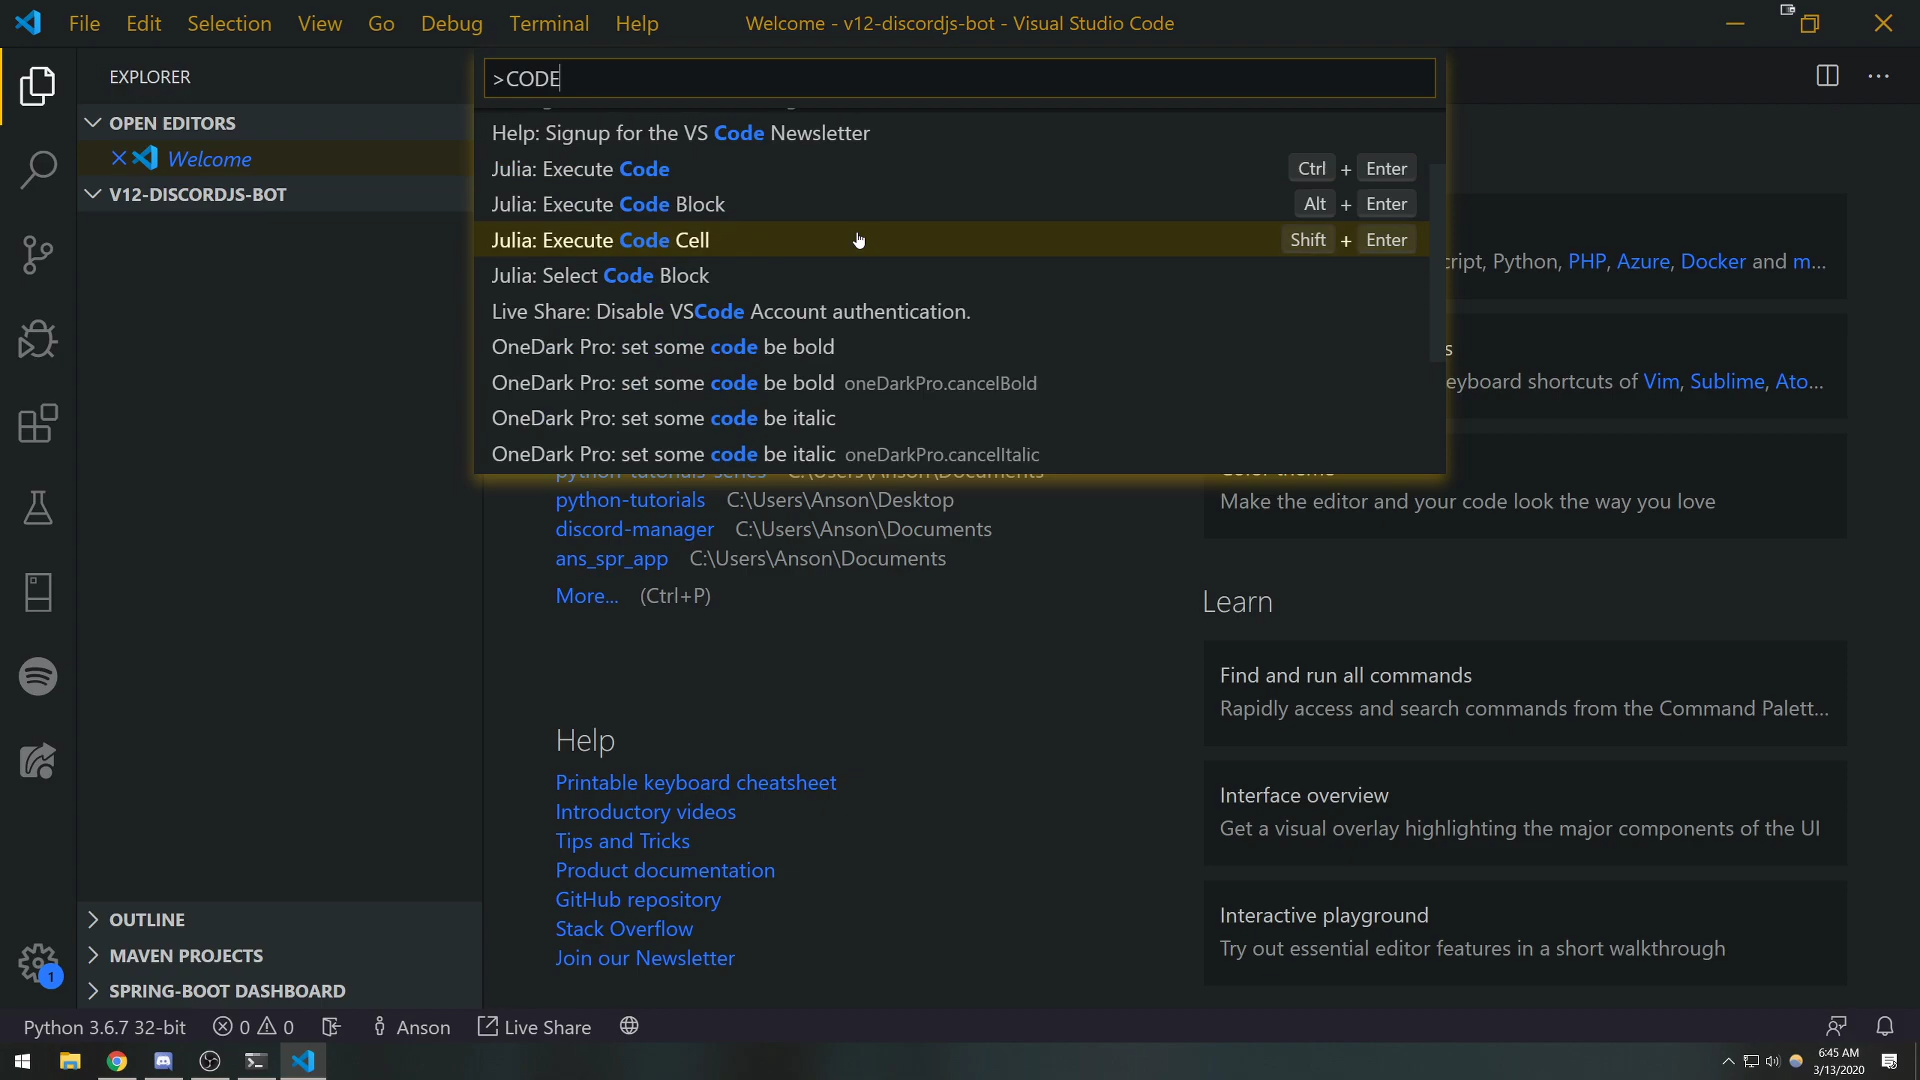 File Edit Selection View Go Debug Terminal Help
Welcome - v12-discordjs-bot - Visual Studio Code
EXPLORER
OPEN EDITORS
Welcome
V12-DISCORDJS-BOT
>CODE
Help: Signup for the VS Code Newsletter
Julia: Execute Code Ctrl + Enter
Julia: Execute Code Block Alt + Enter
Julia: Execute Code Cell Shift + Enter
Julia: Select Code Block
Live Share: Disable VSCode Account authentication.
OneDark Pro: set some code be bold
OneDark Pro: set some code be bold oneDarkPro.cancelBold
OneDark Pro: set some code be italic
OneDark Pro: set some code be italic oneDarkPro.cancelItalic
python-tutorials-series C:\Users\Anson\Documents
python-tutorials C:\Users\Anson\Desktop
discord-manager C:\Users\Anson\Documents
ans_spr_app C:\Users\Anson\Documents
More... (Ctrl+P)
Help
Printable keyboard cheatsheet
Introductory videos
Tips and Tricks
Product documentation
GitHub repository
Stack Overflow
Join our Newsletter
cript, Python, PHP, Azure, Docker and m...
s
eyboard shortcuts of Vim, Sublime, Ato...
Color theme
Make the editor and your code look the way you love
Learn
Find and run all commands
Rapidly access and search commands from the Command Palett...
Interface overview
Get a visual overlay highlighting the major components of the UI
Interactive playground
Try out essential editor features in a short walkthrough
OUTLINE
MAVEN PROJECTS
SPRING-BOOT DASHBOARD
1
Python 3.6.7 32-bit 0 0 Anson Live Share
6:45 AM
3/13/2020